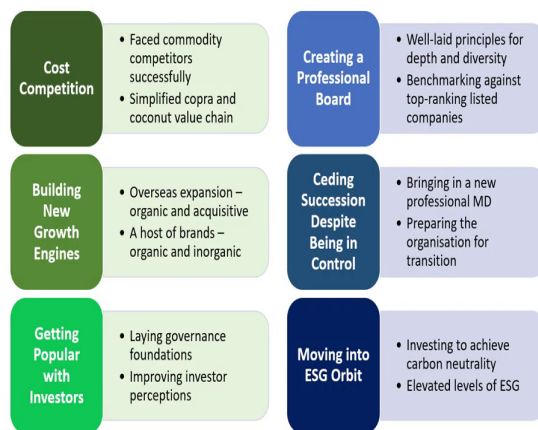 Cost
Competition
• Faced commodity
competitors
successfully
• Simplified copra and
coconut value chain
Creating a
Professional
Board
• Well-laid principles for
depth and diversity
• Benchmarking against
top-ranking listed
companies
Building
New
Growth
Engines
• Overseas expansion –
organic and acquisitive
• A host of brands –
organic and inorganic
Ceding
Succession
Despite
Being in
Control
• Bringing in a new
professional MD
• Preparing the
organisation for
transition
Getting
Popular
with
Investors
• Laying governance
foundations
• Improving investor
perceptions
Moving into
ESG Orbit
• Investing to achieve
carbon neutrality
• Elevated levels of ESG